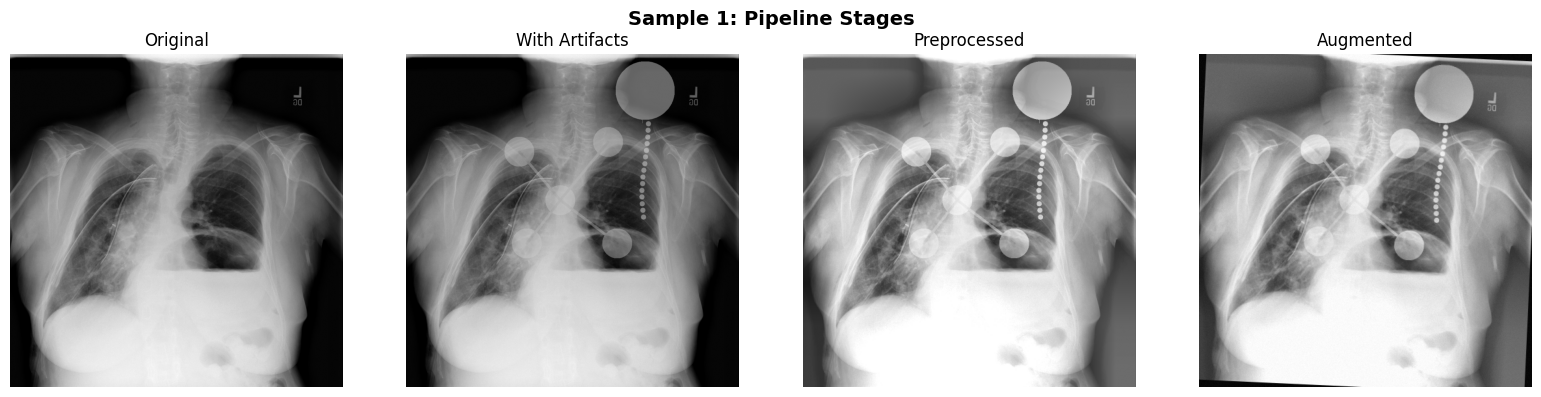 Sample 1: Pipeline Stages
Original
With Artifacts
Preprocessed
Augmented
L
L
L
L